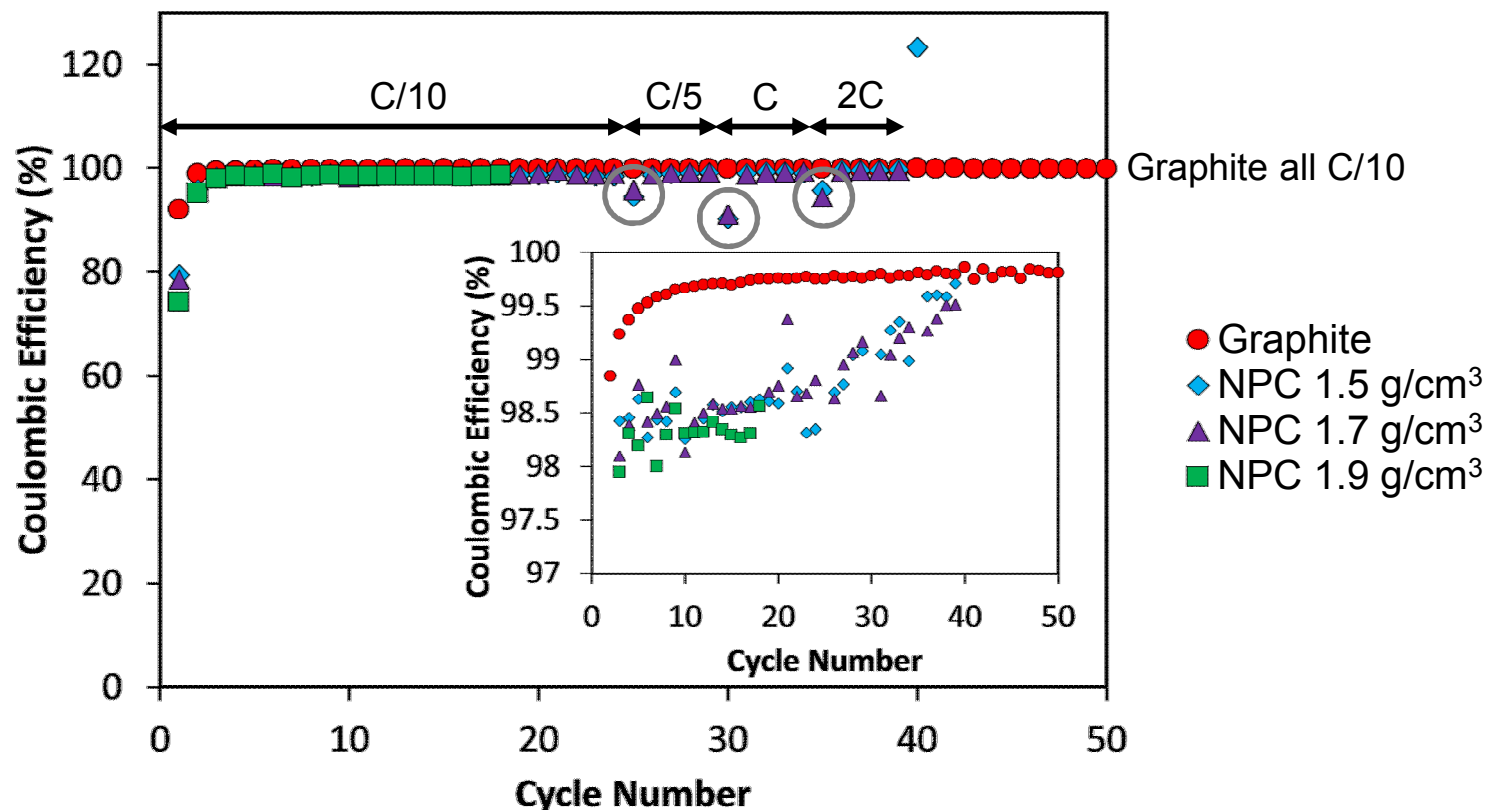 120
100
80
60
40
20
0
Coulombic Efficiency (%)
C/10
C/5
C
2C
Graphite all C/10
0
10
20
30
40
50
Cycle Number
100
99.5
99
98.5
98
97.5
97
Coulombic Efficiency (%)
0
10
20
30
40
50
Cycle Number
Graphite
NPC 1.5 g/cm³
NPC 1.7 g/cm³
NPC 1.9 g/cm³